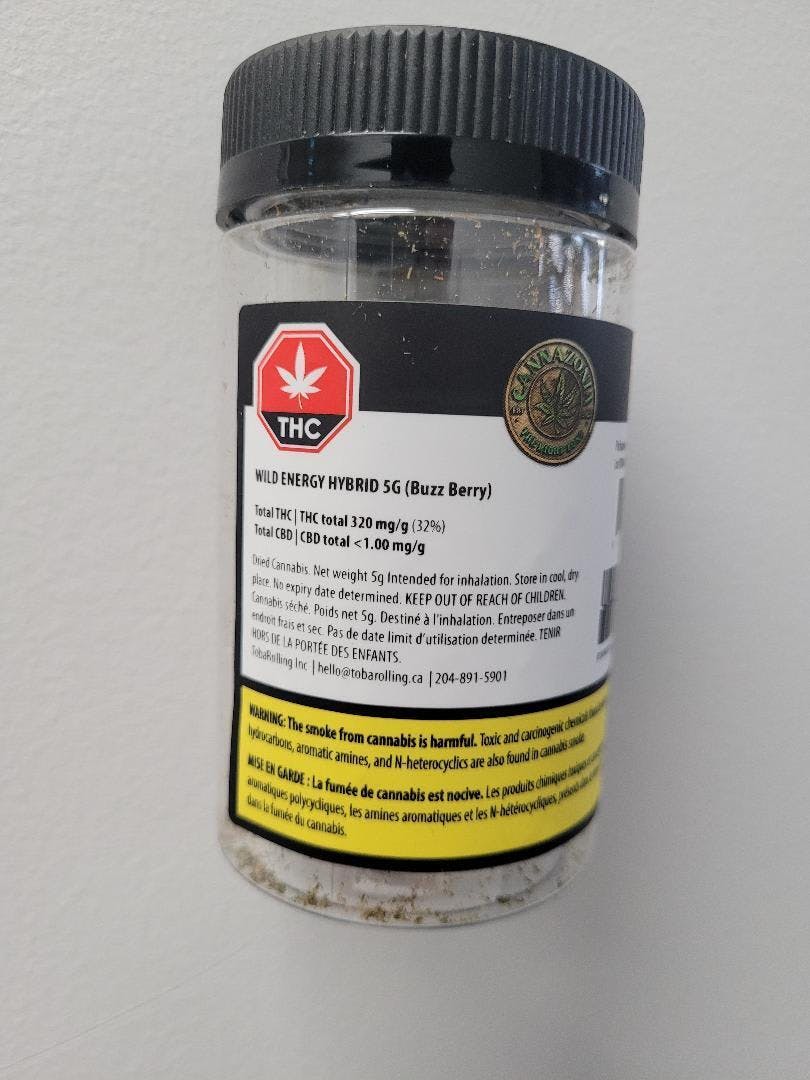 CANNAZONIA
THC
WILD ENERGY HYBRID 5G (Buzz Berry)
Total THC | THC total 320 mg/g (32%)
Total CBD | CBD total <1.00 mg/g
Dried Cannabis. Net weight 5g Intended for inhalation. Store in cool, dry
place. No expiry date determined. KEEP OUT OF REACH OF CHILDREN.
Cannabis séché. Poids net 5g. Destiné à l'inhalation. Entreposer dans un
endroit frais et sec. Pas de date limit d'utilisation determinée. TENIR
HORS DE LA PORTÉE DES ENFANTS.
TobaRolling Inc | hello@tobarolling.ca | 204-891-5901
WARNING: The smoke from cannabis is harmful. Toxic and carcinogenic chemicals
hydrocarbons, aromatic amines, and N-heterocyclics are also found in cannabis smoke.
MISE EN GARDE : La fumée de cannabis est nocive. Les produits chimiques toxiques
aromatiques polycycliques, les amines aromatiques et les N-hétérocycliques, présents
dans la fumée du cannabis.